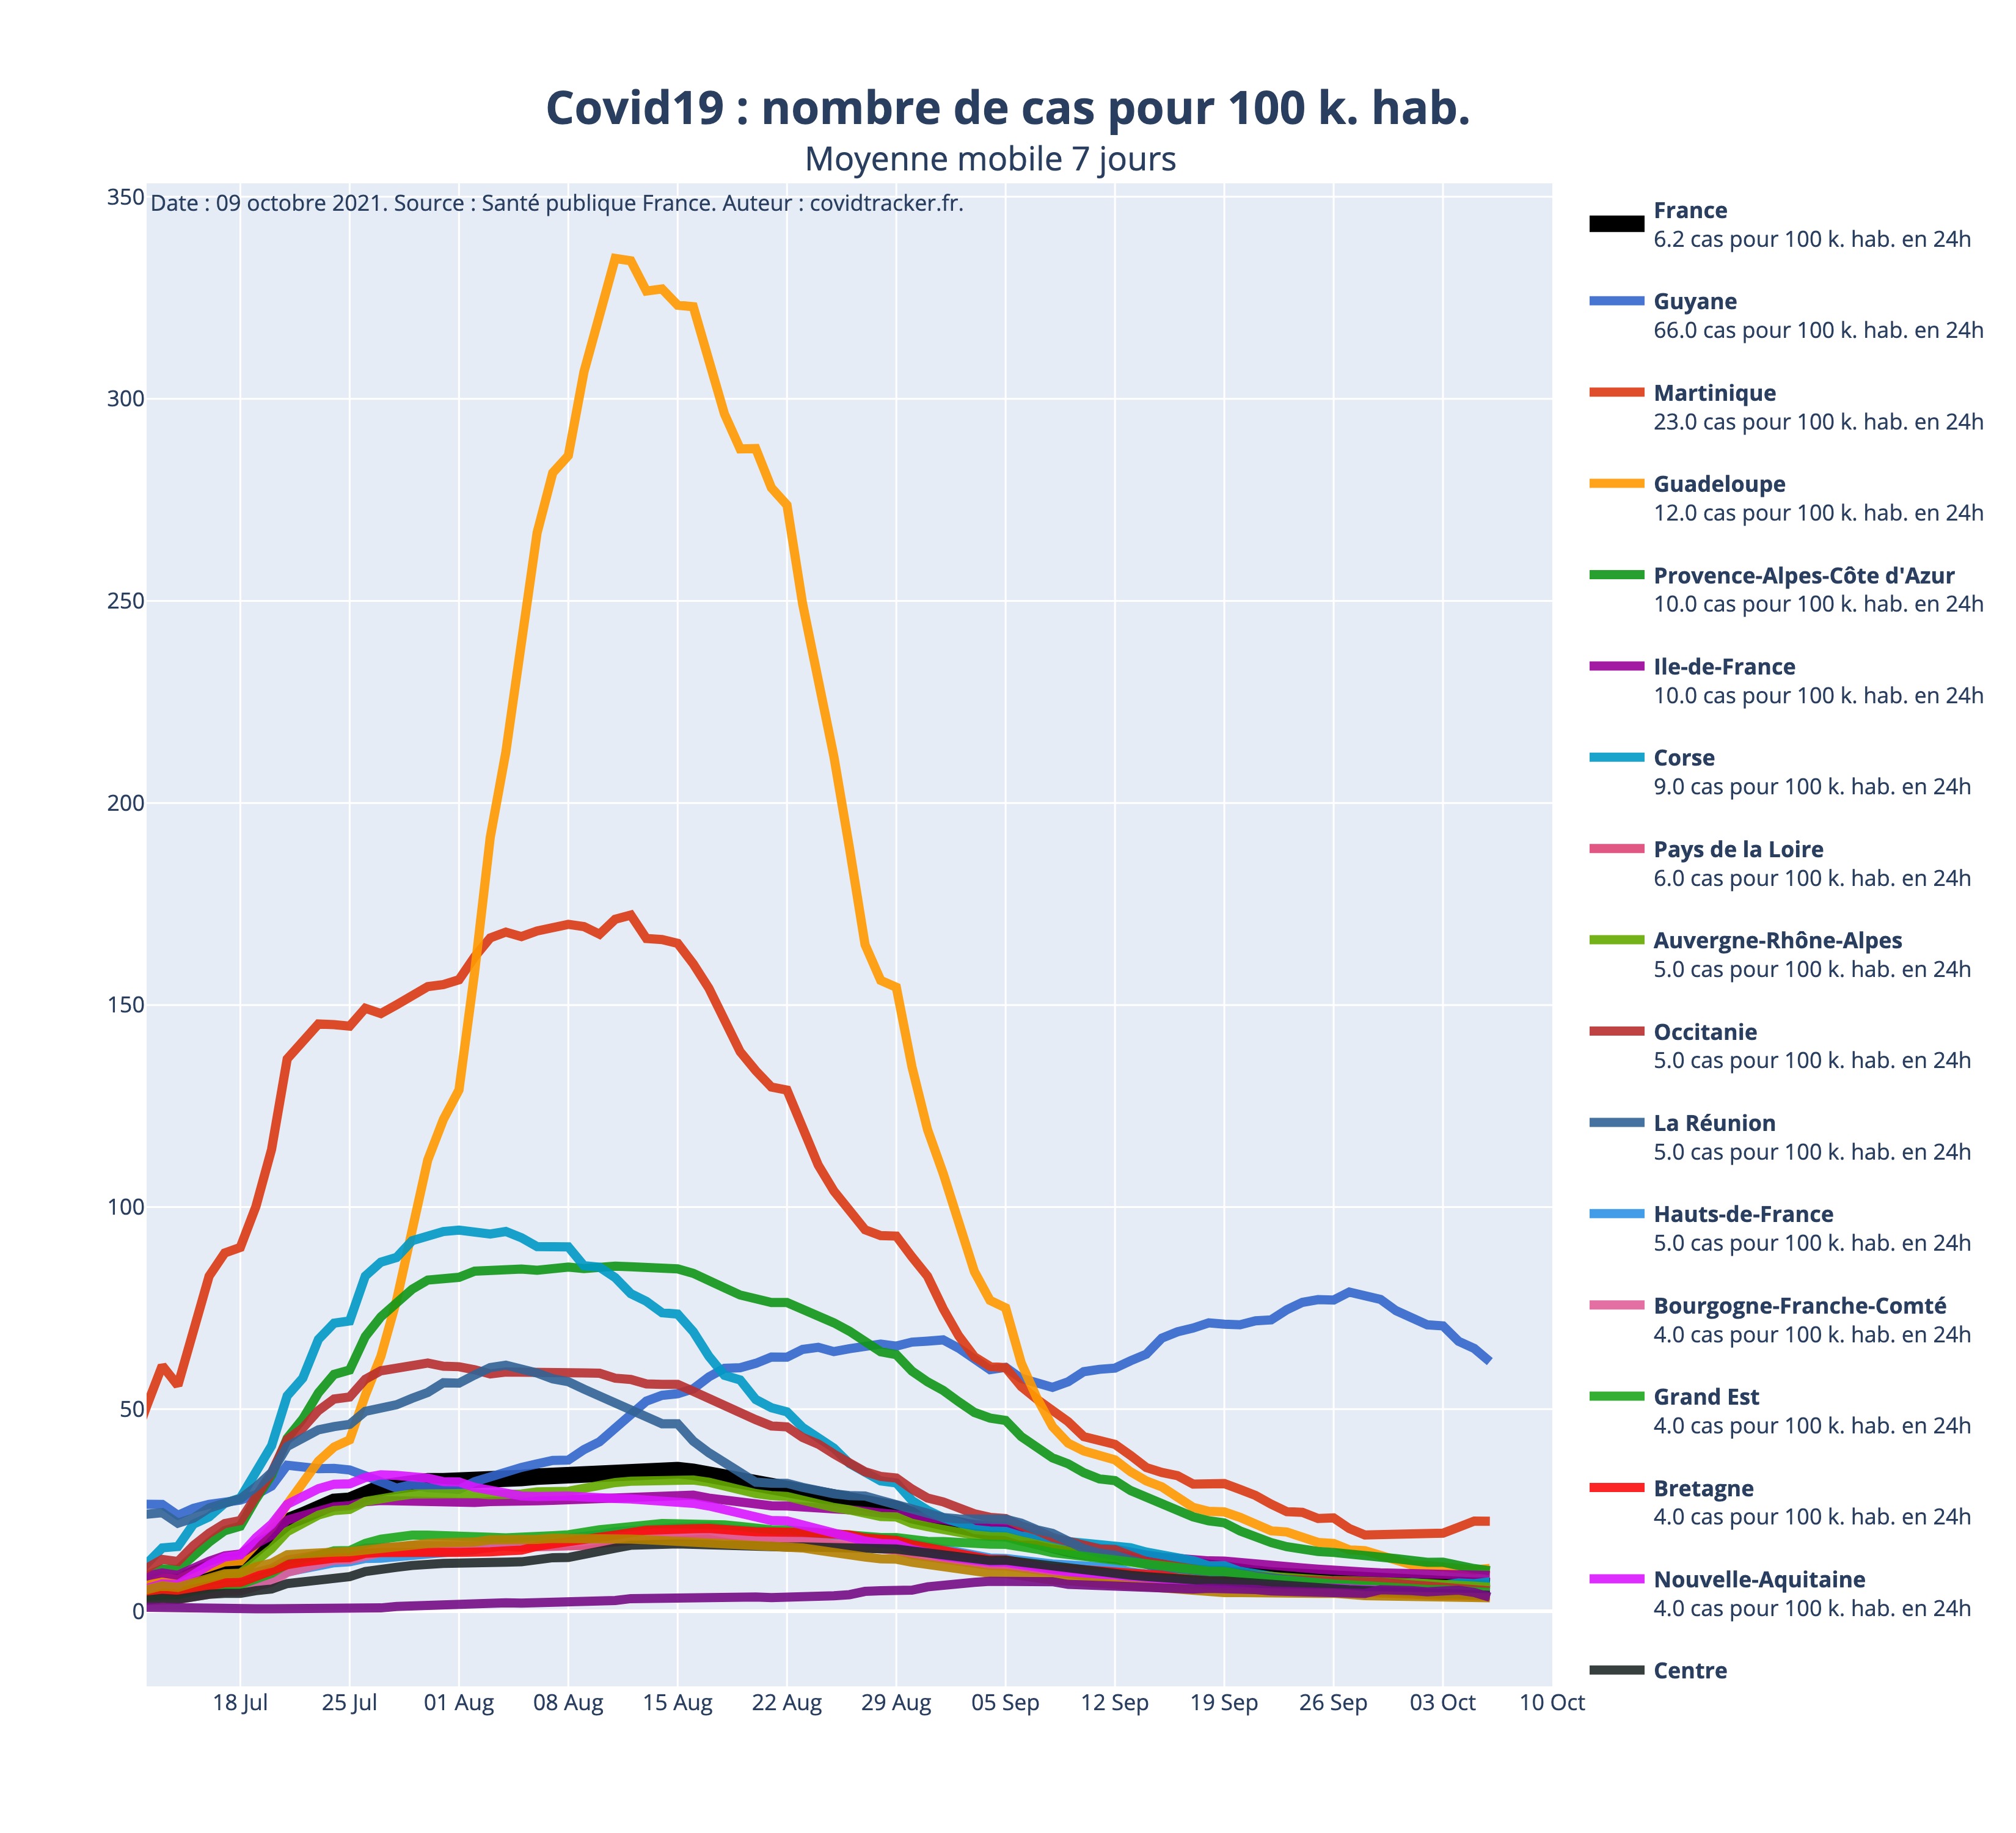 Covid19 : nombre de cas pour 100 k. hab.
Moyenne mobile 7 jours
Date : 09 octobre 2021. Source : Santé publique France. Auteur : covidtracker.fr.
350
300
250
200
150
100
50
0
18 Jul
25 Jul
01 Aug
08 Aug
15 Aug
22 Aug
29 Aug
05 Sep
12 Sep
19 Sep
26 Sep
03 Oct
10 Oct
France
6.2 cas pour 100 k. hab. en 24h
Guyane
66.0 cas pour 100 k. hab. en 24h
Martinique
23.0 cas pour 100 k. hab. en 24h
Guadeloupe
12.0 cas pour 100 k. hab. en 24h
Provence-Alpes-Côte d'Azur
10.0 cas pour 100 k. hab. en 24h
Ile-de-France
10.0 cas pour 100 k. hab. en 24h
Corse
9.0 cas pour 100 k. hab. en 24h
Pays de la Loire
6.0 cas pour 100 k. hab. en 24h
Auvergne-Rhône-Alpes
5.0 cas pour 100 k. hab. en 24h
Occitanie
5.0 cas pour 100 k. hab. en 24h
La Réunion
5.0 cas pour 100 k. hab. en 24h
Hauts-de-France
5.0 cas pour 100 k. hab. en 24h
Bourgogne-Franche-Comté
4.0 cas pour 100 k. hab. en 24h
Grand Est
4.0 cas pour 100 k. hab. en 24h
Bretagne
4.0 cas pour 100 k. hab. en 24h
Nouvelle-Aquitaine
4.0 cas pour 100 k. hab. en 24h
Centre